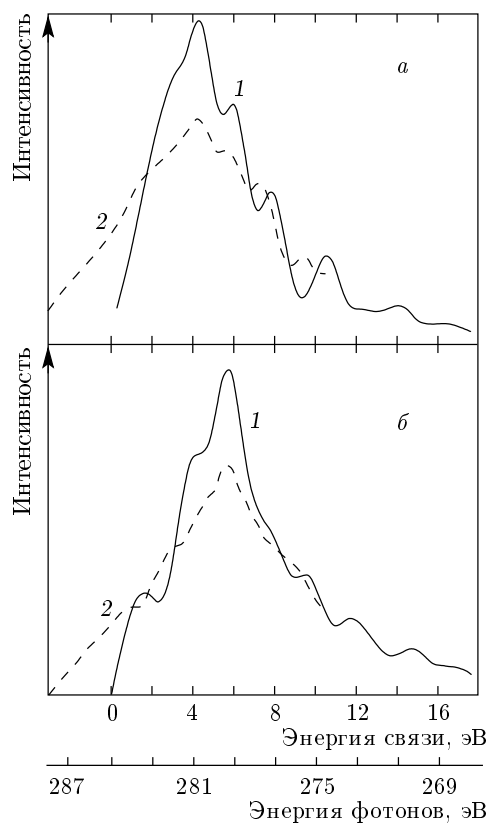 Интенсивность
а
1
2
Интенсивность
б
1
2
0 4 8 12 16
Энергия связи, эВ
287 281 275 269
Энергия фотонов, эВ